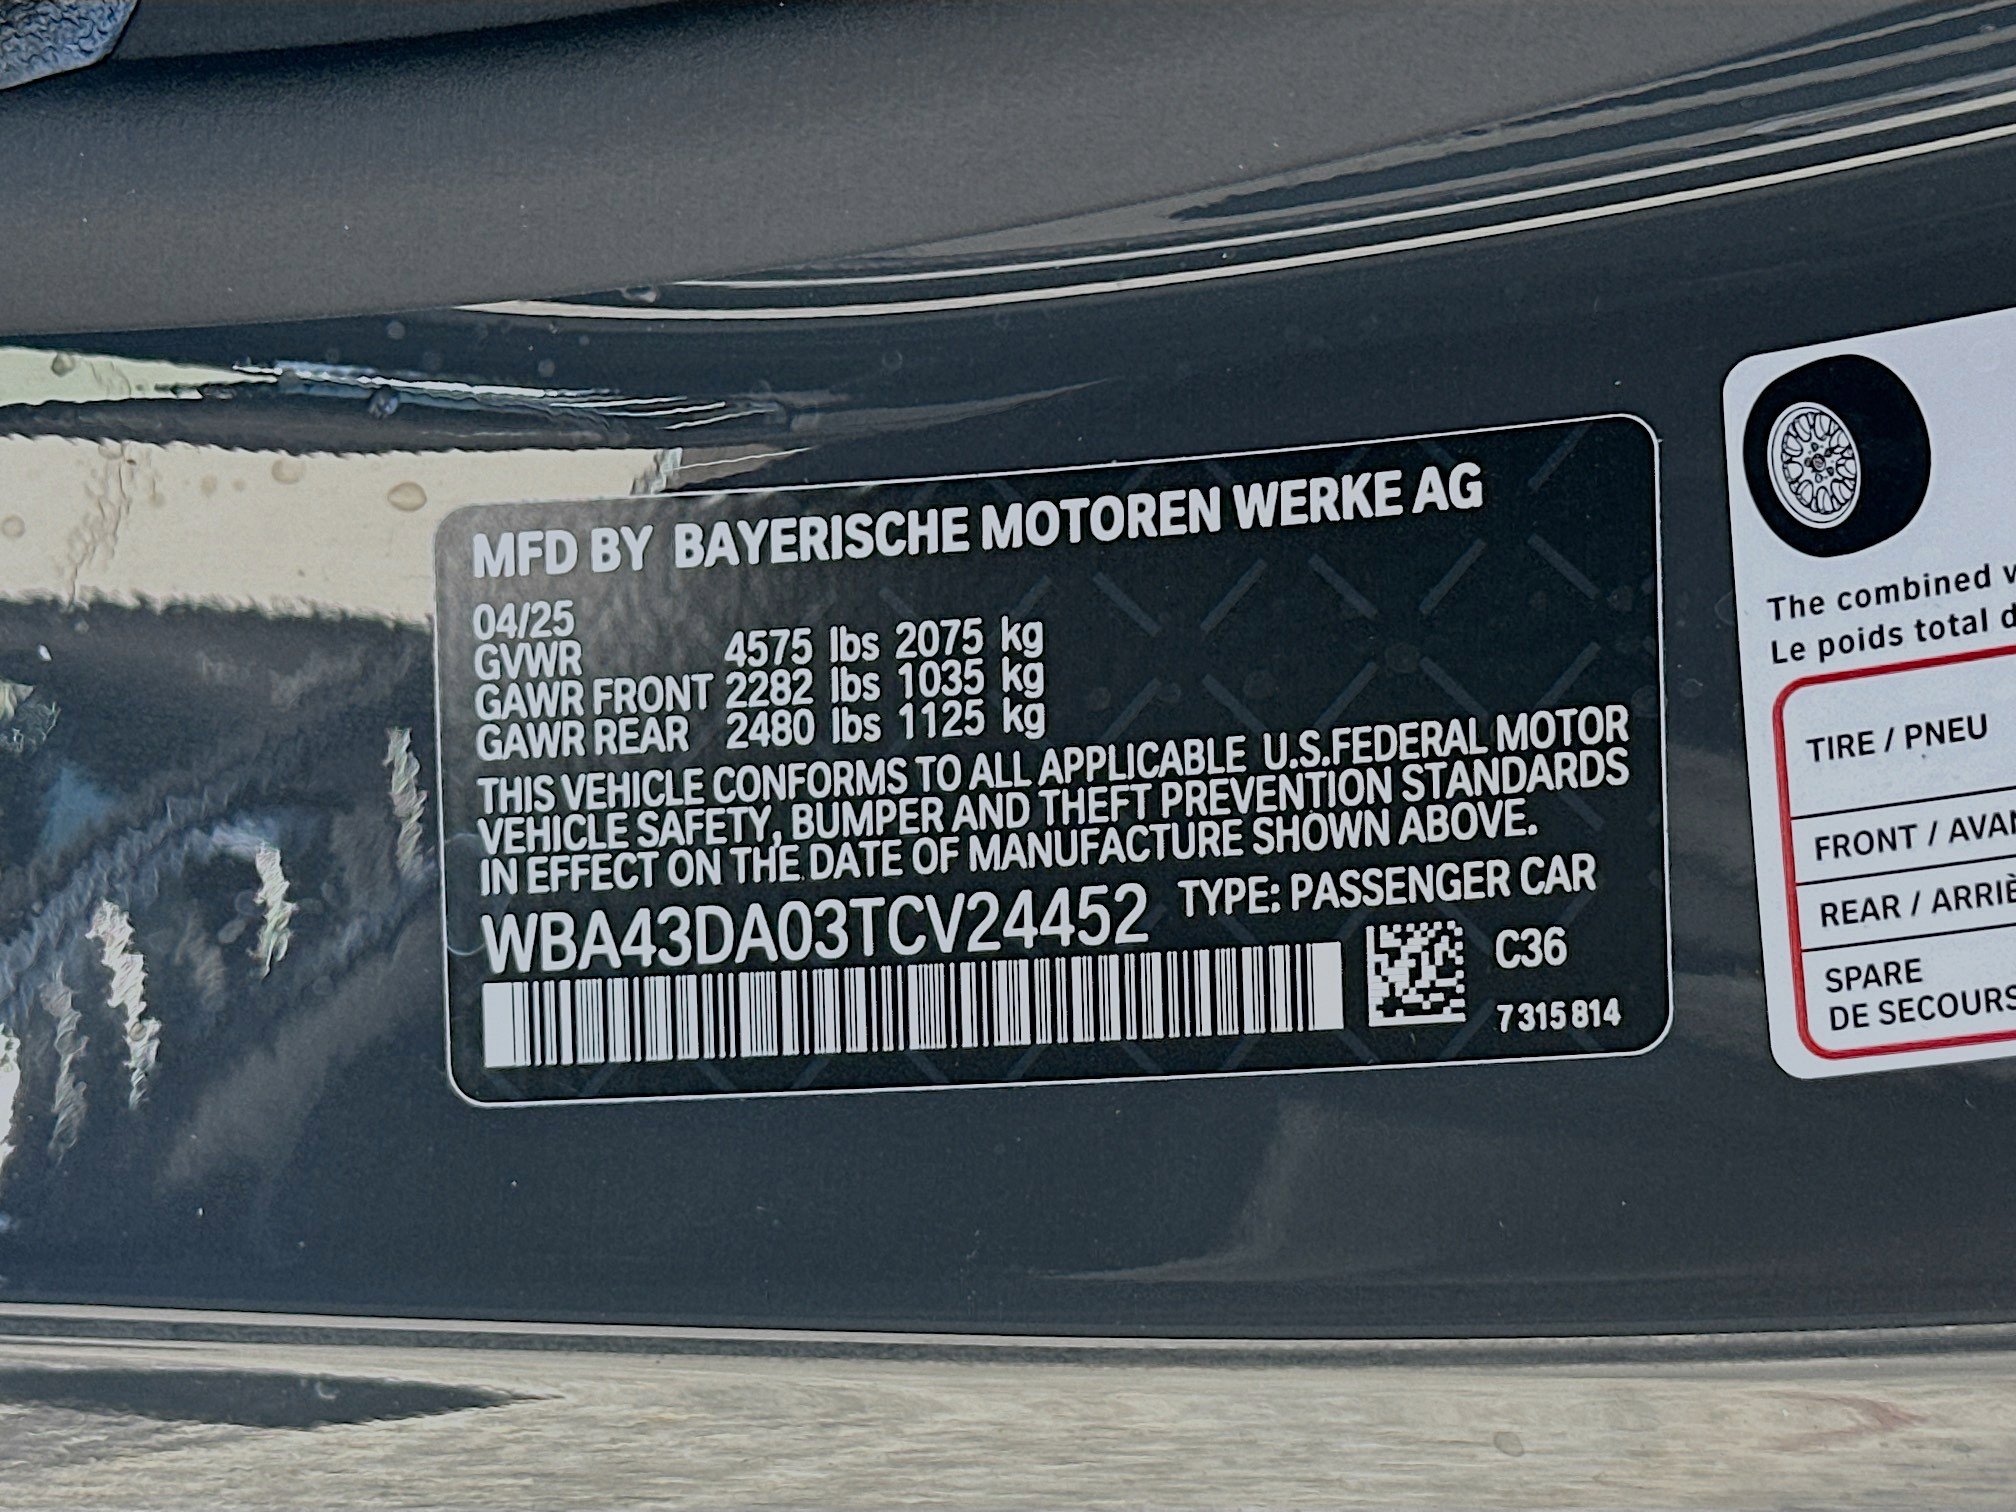 MFD BY BAYERISCHE MOTOREN WERKE AG
04/25
GVWR 4575 lbs 2075 kg
GAWR FRONT 2282 lbs 1035 kg
GAWR REAR 2480 lbs 1125 kg
THIS VEHICLE CONFORMS TO ALL APPLICABLE U.S.FEDERAL MOTOR
VEHICLE SAFETY, BUMPER AND THEFT PREVENTION STANDARDS
IN EFFECT ON THE DATE OF MANUFACTURE SHOWN ABOVE.
WBA43DA03TCV24452 TYPE: PASSENGER CAR
C36
7 315 814
The combined
Le poids total
TIRE / PNEU
FRONT /
REAR /
SPARE
DE SECOURS